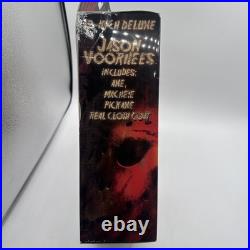 INCH DELUXE
JASON
VOORHEES
INCLUDES:
AXE,
MACHETE
PICKAXE
REAL CLOTH COAT